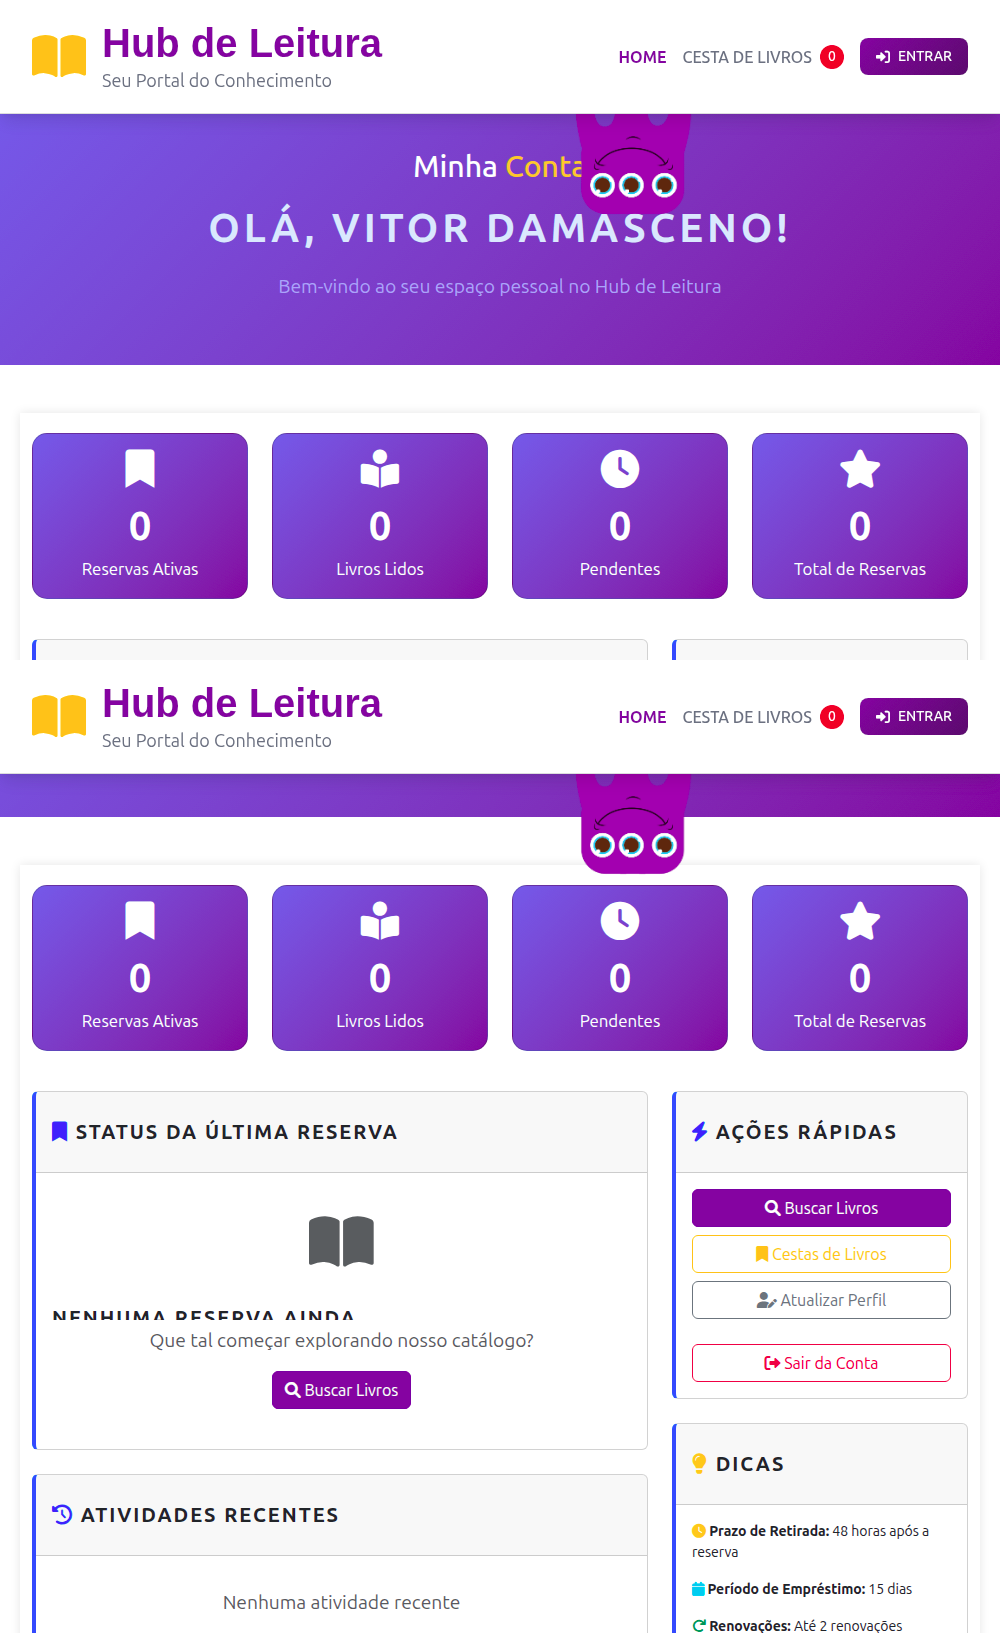 Hub de Leitura
Seu Portal do Conhecimento
HOME CESTA DE LIVROS 0 ENTRAR
Minha Conta
OLÁ, VITOR DAMASCENO!
Bem-vindo ao seu espaço pessoal no Hub de Leitura
0 0 0 0
Reservas Ativas Livros Lidos Pendentes Total de Reservas
Hub de Leitura
Seu Portal do Conhecimento
HOME CESTA DE LIVROS 0 ENTRAR
0 0 0 0
Reservas Ativas Livros Lidos Pendentes Total de Reservas
STATUS DA ÚLTIMA RESERVA
NENHUMA RESERVA AINDA
Que tal começar explorando nosso catálogo?
Buscar Livros
ATIVIDADES RECENTES
Nenhuma atividade recente
AÇÕES RÁPIDAS
Buscar Livros
Cestas de Livros
Atualizar Perfil
Sair da Conta
DICAS
Prazo de Retirada: 48 horas após a
reserva
Período de Empréstimo: 15 dias
Renovações: Até 2 renovações